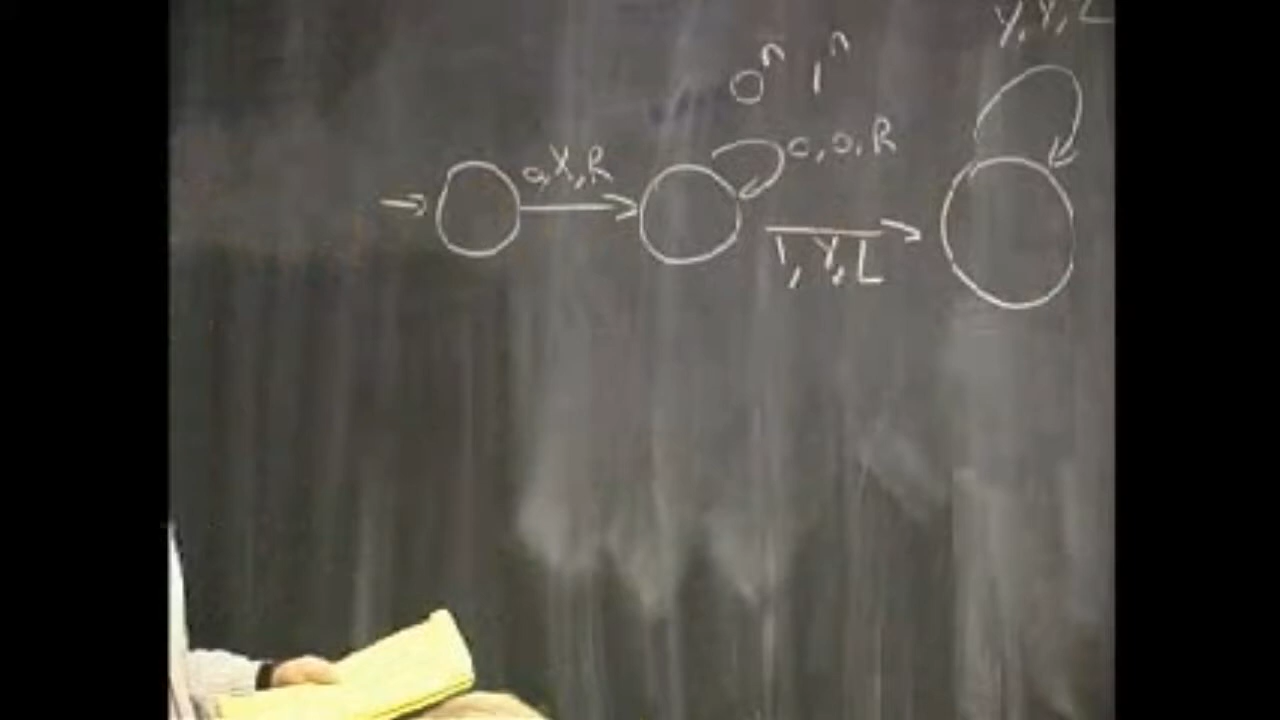 Y, Y, L
0ⁿ 1ⁿ
0, X, R
0, 0, R
1, Y, L